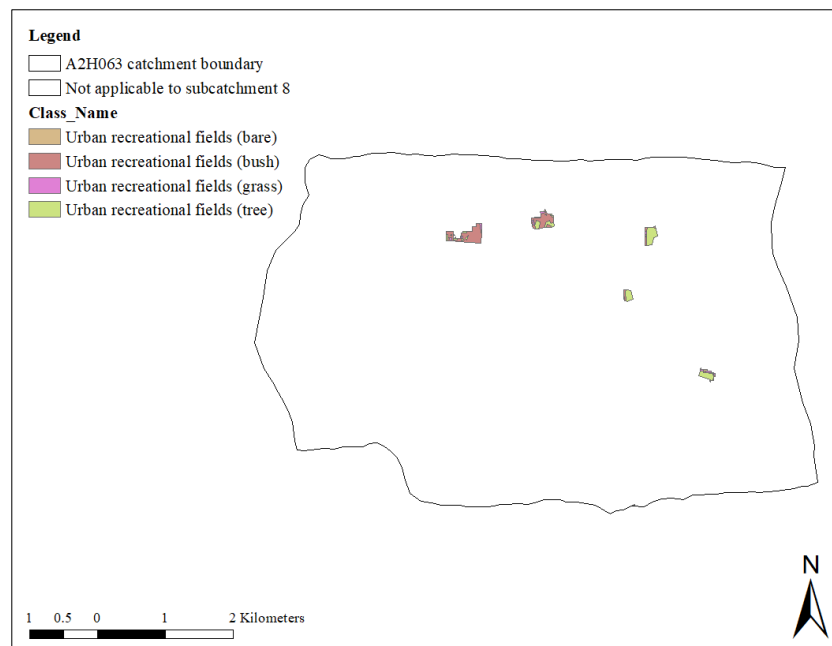 Legend
A2H063 catchment boundary
Not applicable to subcatchment 8
Class_Name
Urban recreational fields (bare)
Urban recreational fields (bush)
Urban recreational fields (grass)
Urban recreational fields (tree)
N
1 0.5 0 1 2 Kilometers